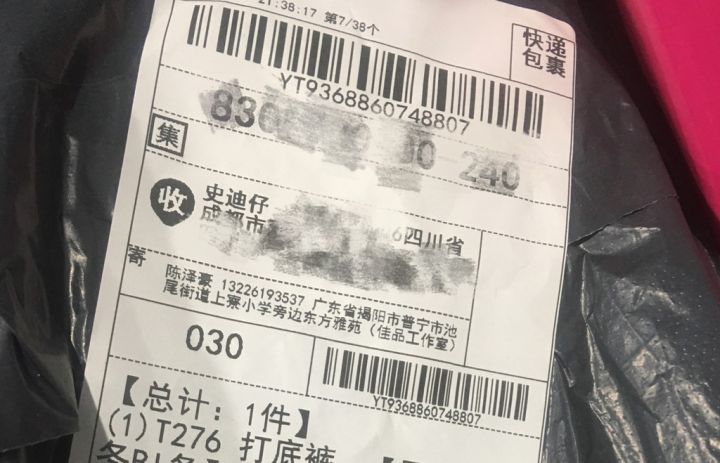 21:38:17 第7/38个
快递
包裹
YT9368860748807
830 240
集
收
史迪仔
成都市 四川省
寄
陈泽豪 13226193537 广东省揭阳市普宁市池
尾街道上寮小学旁边东方雅苑（佳品工作室）
030
YT9368860748807
【总计：1件】
(1)T276 打底裤